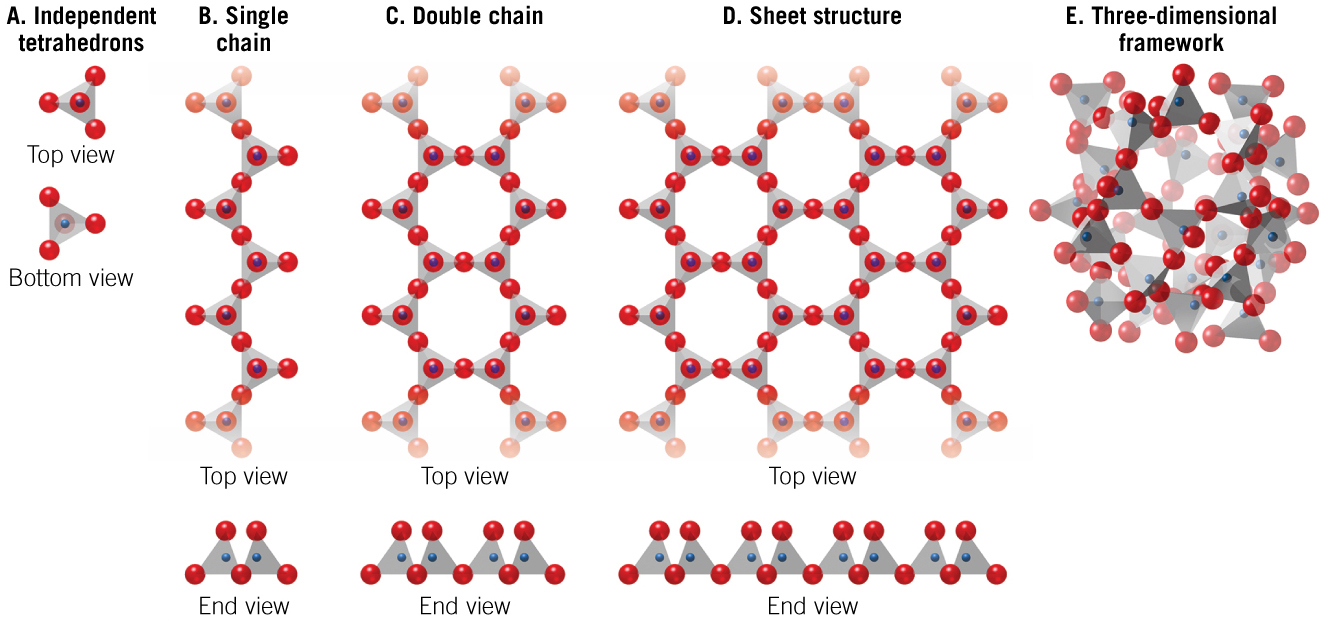 A. Independent
tetrahedrons
B. Single
chain
C. Double chain
D. Sheet structure
E. Three-dimensional
framework
Top view
Bottom view
Top view
Top view
Top view
End view
End view
End view